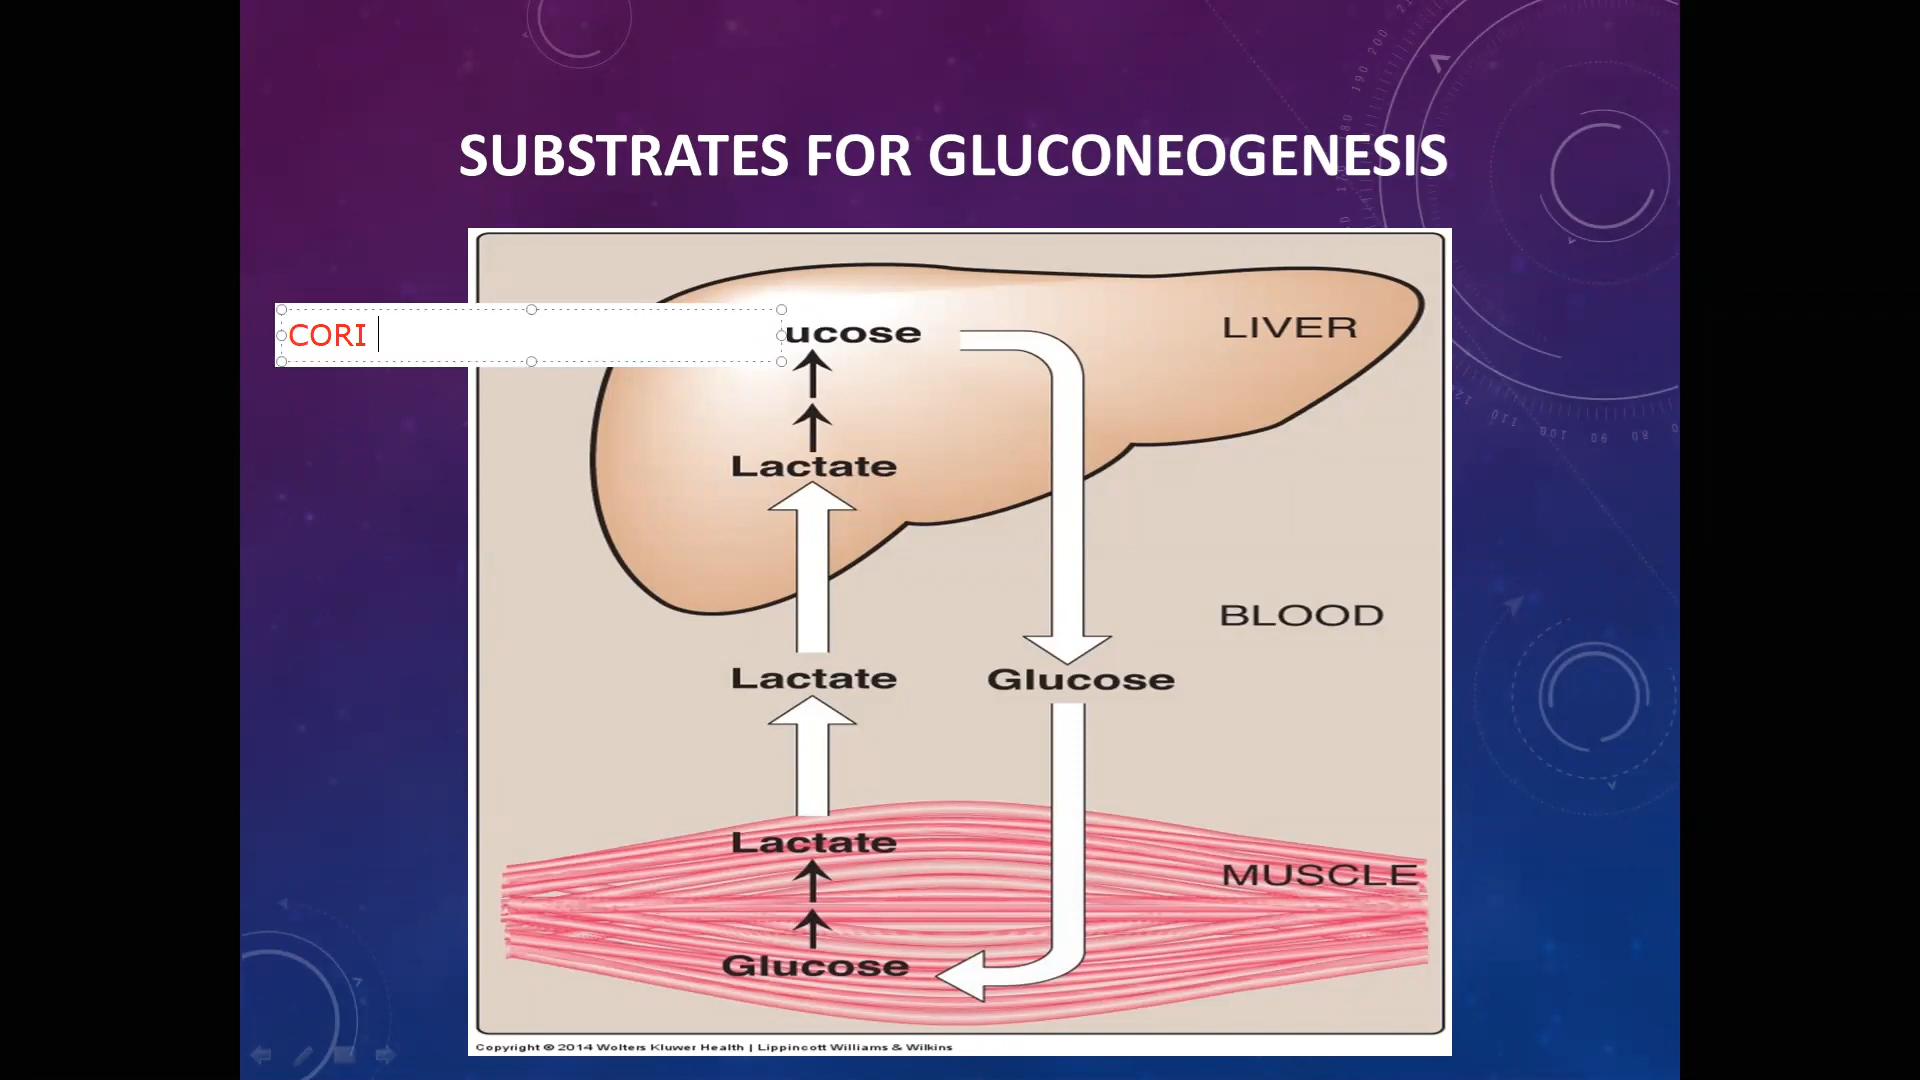 SUBSTRATES FOR GLUCONEOGENESIS
CORI
ucose
LIVER
Lactate
BLOOD
Lactate
Glucose
Lactate
MUSCLE
Glucose
Copyright © 2014 Wolters Kluwer Health | Lippincott Williams & Wilkins